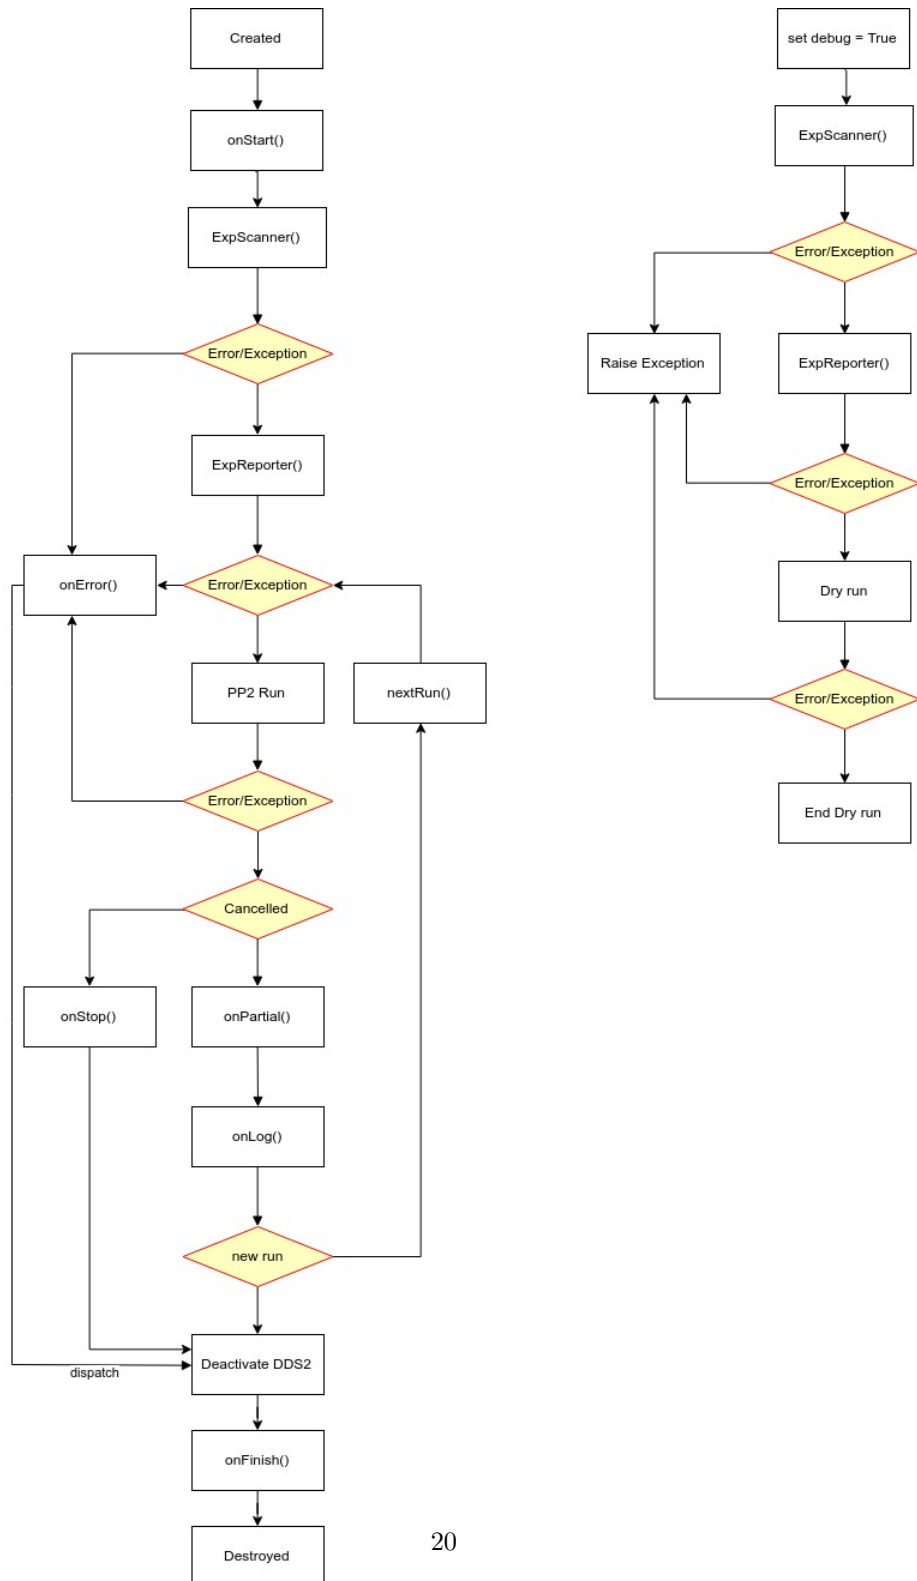 Created
onStart()
ExpScanner()
Error/Exception
ExpReporter()
onError()
Error/Exception
PP2 Run
nextRun()
Error/Exception
Cancelled
onStop()
onPartial()
onLog()
new run
Deactivate DDS2
dispatch
onFinish()
Destroyed
set debug = True
ExpScanner()
Error/Exception
Raise Exception
ExpReporter()
Error/Exception
Dry run
Error/Exception
End Dry run
20